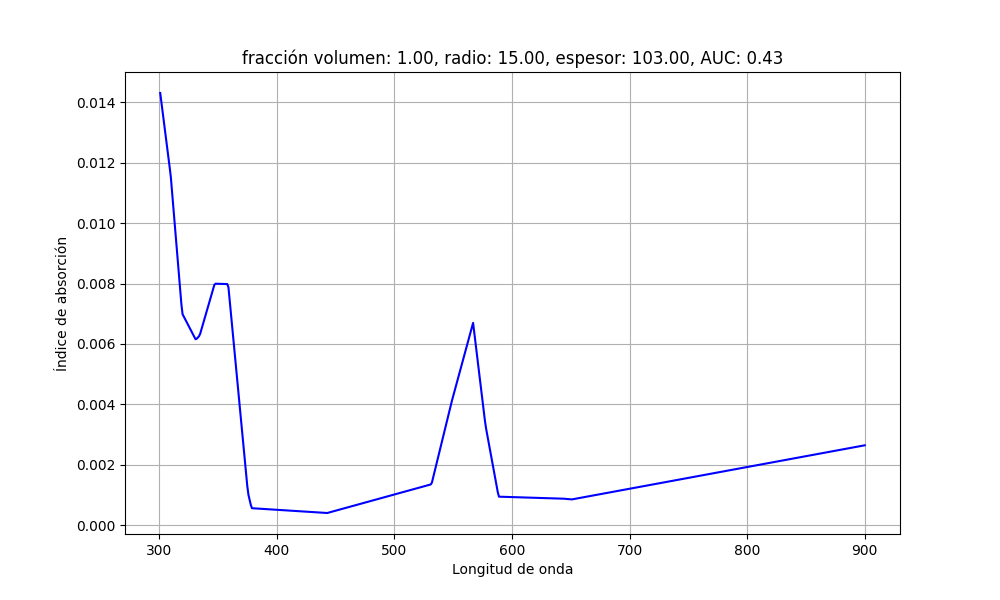 fracción volumen: 1.00, radio: 15.00, espesor: 103.00, AUC: 0.43
0.014
0.012
0.010
0.008
0.006
0.004
0.002
0.000
Índice de absorción
300 400 500 600 700 800 900
Longitud de onda